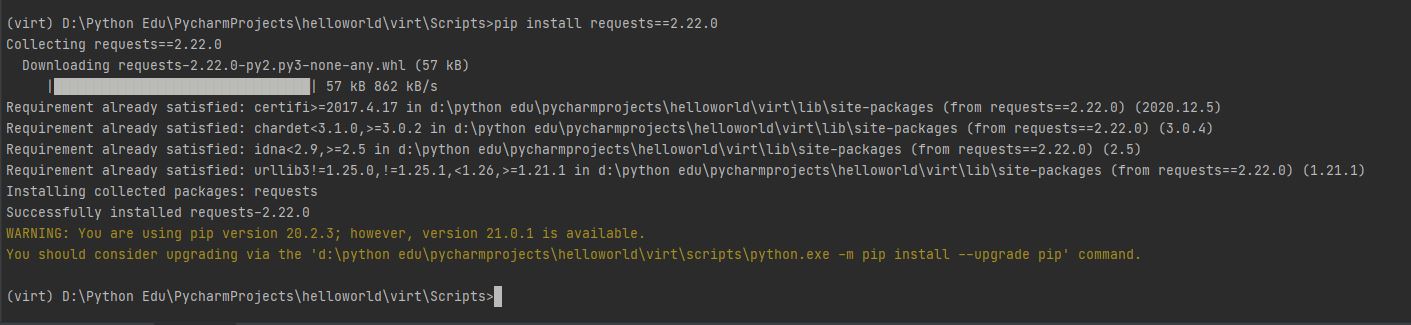 (virt) D:\Python Edu\PycharmProjects\helloworld\virt\Scripts>pip install requests==2.22.0
Collecting requests==2.22.0
  Downloading requests-2.22.0-py2.py3-none-any.whl (57 kB)
     |████████████████████████████████| 57 kB 862 kB/s
Requirement already satisfied: certifi>=2017.4.17 in d:\python edu\pycharmprojects\helloworld\virt\lib\site-packages (from requests==2.22.0) (2020.12.5)
Requirement already satisfied: chardet<3.1.0,>=3.0.2 in d:\python edu\pycharmprojects\helloworld\virt\lib\site-packages (from requests==2.22.0) (3.0.4)
Requirement already satisfied: idna<2.9,>=2.5 in d:\python edu\pycharmprojects\helloworld\virt\lib\site-packages (from requests==2.22.0) (2.5)
Requirement already satisfied: urllib3!=1.25.0,!=1.25.1,<1.26,>=1.21.1 in d:\python edu\pycharmprojects\helloworld\virt\lib\site-packages (from requests==2.22.0) (1.21.1)
Installing collected packages: requests
Successfully installed requests-2.22.0
WARNING: You are using pip version 20.2.3; however, version 21.0.1 is available.
You should consider upgrading via the 'd:\python edu\pycharmprojects\helloworld\virt\scripts\python.exe -m pip install --upgrade pip' command.
(virt) D:\Python Edu\PycharmProjects\helloworld\virt\Scripts>